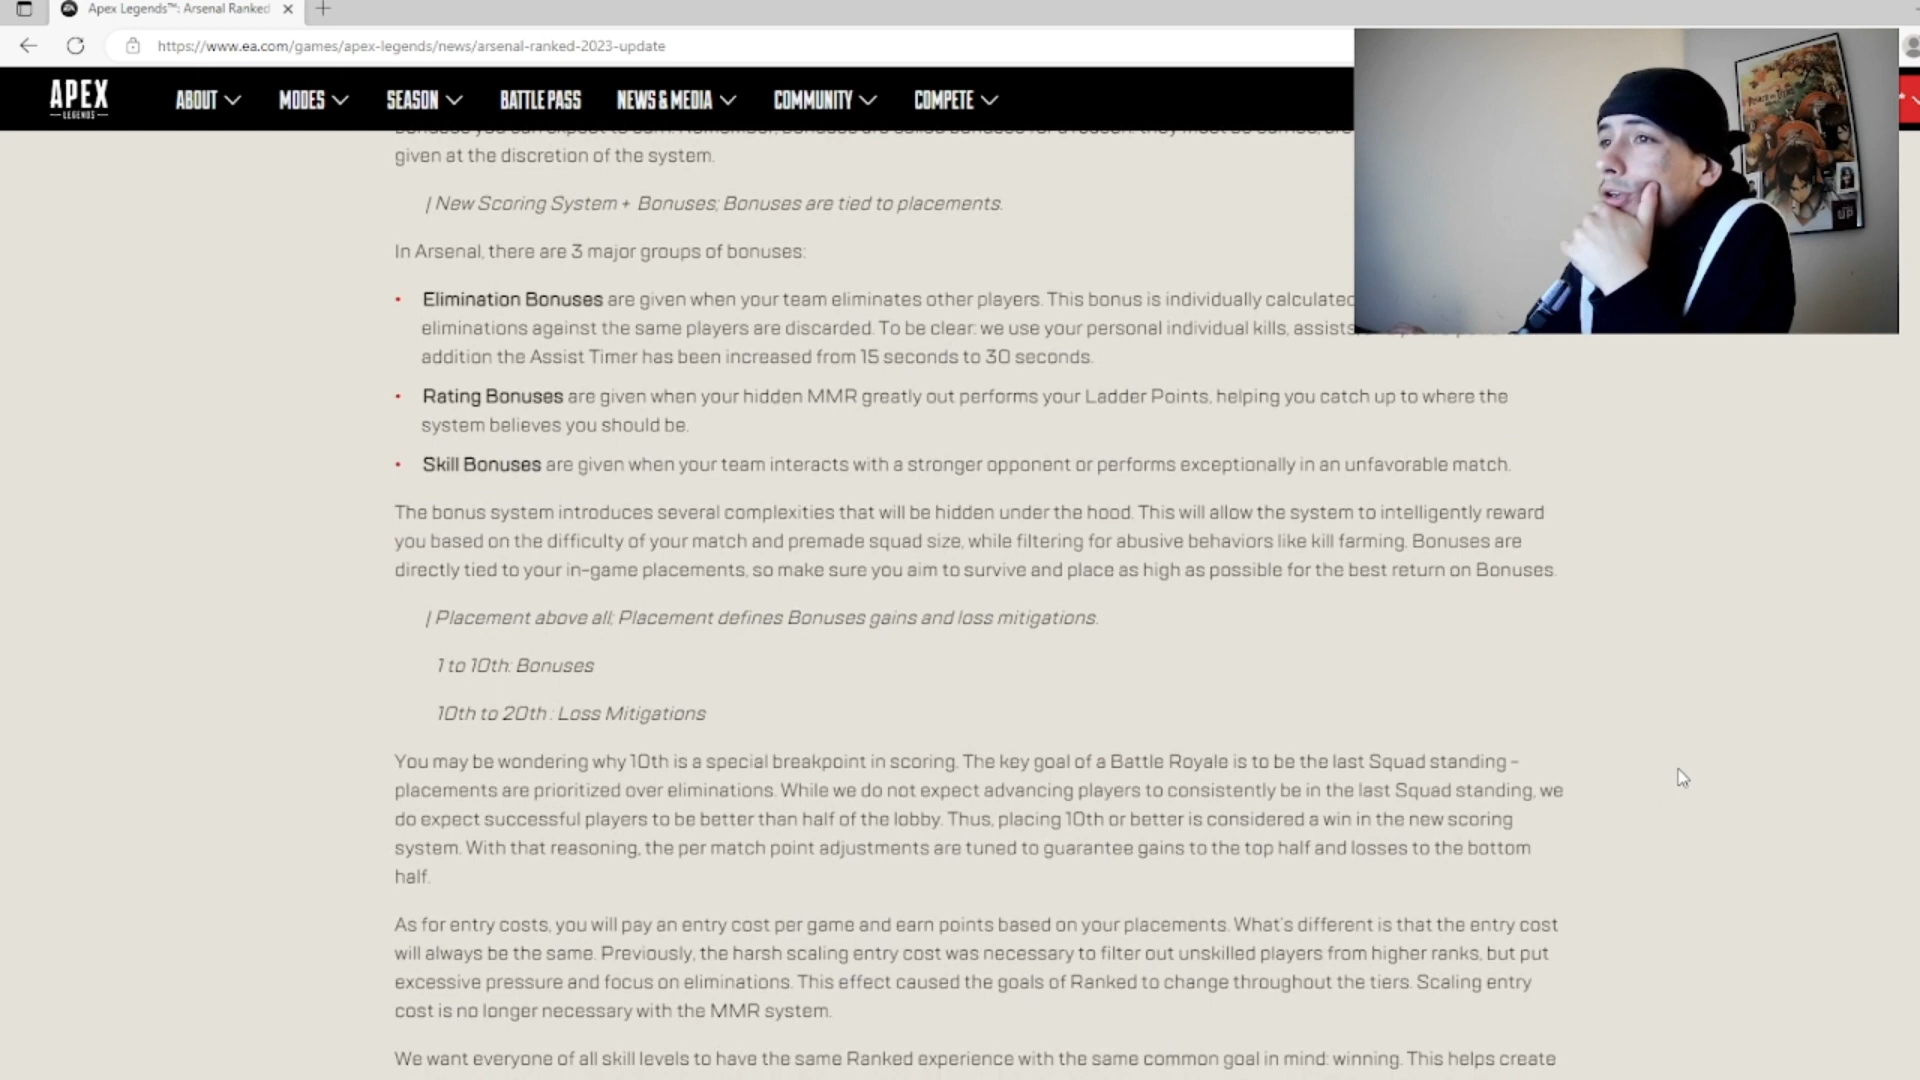 Apex Legends™: Arsenal Ranked
https://www.ea.com/games/apex-legends/news/arsenal-ranked-2023-update
APEX
LEGENDS
ABOUT
MODES
SEASON
BATTLE PASS
NEWS & MEDIA
COMMUNITY
COMPETE
given at the discretion of the system.
| New Scoring System + Bonuses; Bonuses are tied to placements.
In Arsenal, there are 3 major groups of bonuses:
• Elimination Bonuses are given when your team eliminates other players. This bonus is individually calculated
eliminations against the same players are discarded. To be clear: we use your personal individual kills, assists,
addition the Assist Timer has been increased from 15 seconds to 30 seconds.
• Rating Bonuses are given when your hidden MMR greatly out performs your Ladder Points, helping you catch up to where the
system believes you should be.
• Skill Bonuses are given when your team interacts with a stronger opponent or performs exceptionally in an unfavorable match.
The bonus system introduces several complexities that will be hidden under the hood. This will allow the system to intelligently reward
you based on the difficulty of your match and premade squad size, while filtering for abusive behaviors like kill farming. Bonuses are
directly tied to your in-game placements, so make sure you aim to survive and place as high as possible for the best return on Bonuses.
| Placement above all; Placement defines Bonuses gains and loss mitigations.
1 to 10th: Bonuses
10th to 20th : Loss Mitigations
You may be wondering why 10th is a special breakpoint in scoring. The key goal of a Battle Royale is to be the last Squad standing –
placements are prioritized over eliminations. While we do not expect advancing players to consistently be in the last Squad standing, we
do expect successful players to be better than half of the lobby. Thus, placing 10th or better is considered a win in the new scoring
system. With that reasoning, the per match point adjustments are tuned to guarantee gains to the top half and losses to the bottom
half.
As for entry costs, you will pay an entry cost per game and earn points based on your placements. What's different is that the entry cost
will always be the same. Previously, the harsh scaling entry cost was necessary to filter out unskilled players from higher ranks, but put
excessive pressure and focus on eliminations. This effect caused the goals of Ranked to change throughout the tiers. Scaling entry
cost is no longer necessary with the MMR system.
We want everyone of all skill levels to have the same Ranked experience with the same common goal in mind: winning. This helps create